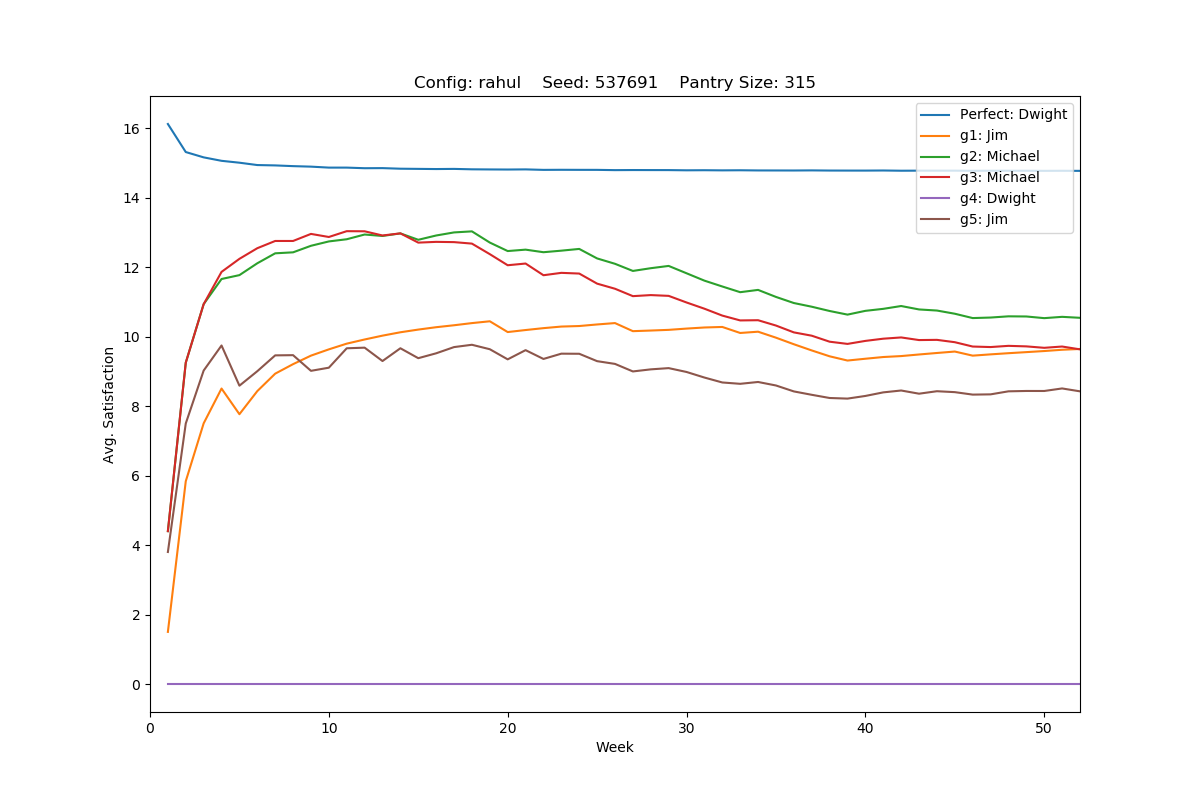 Config: rahul    Seed: 537691    Pantry Size: 315
Perfect: Dwight
g1: Jim
g2: Michael
g3: Michael
g4: Dwight
g5: Jim
Avg. Satisfaction
16
14
12
10
8
6
4
2
0
0 10 20 30 40 50
Week